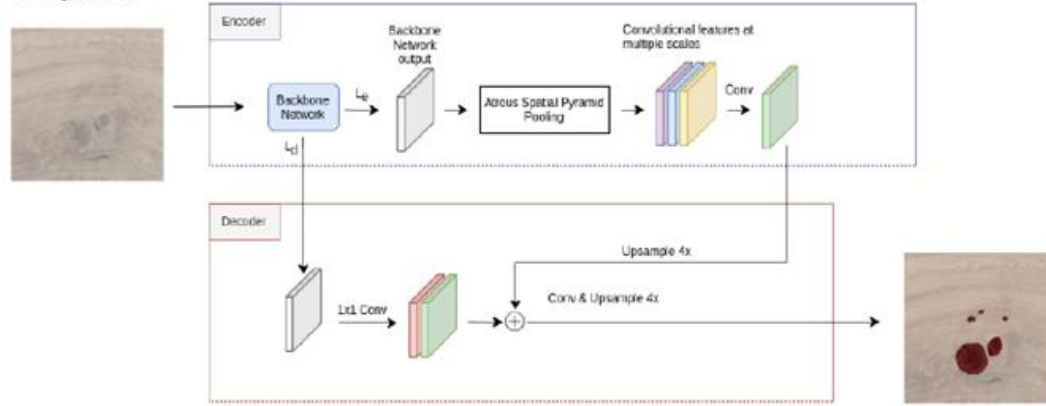 Encoder
Backbone
Network
output
Convolutional features at
multiple scales
Backbone
Network
Le
Atrous Spatial Pyramid
Pooling
Conv
Ld
Decoder
Upsample 4x
1x1 Conv
Conv & Upsample 4x